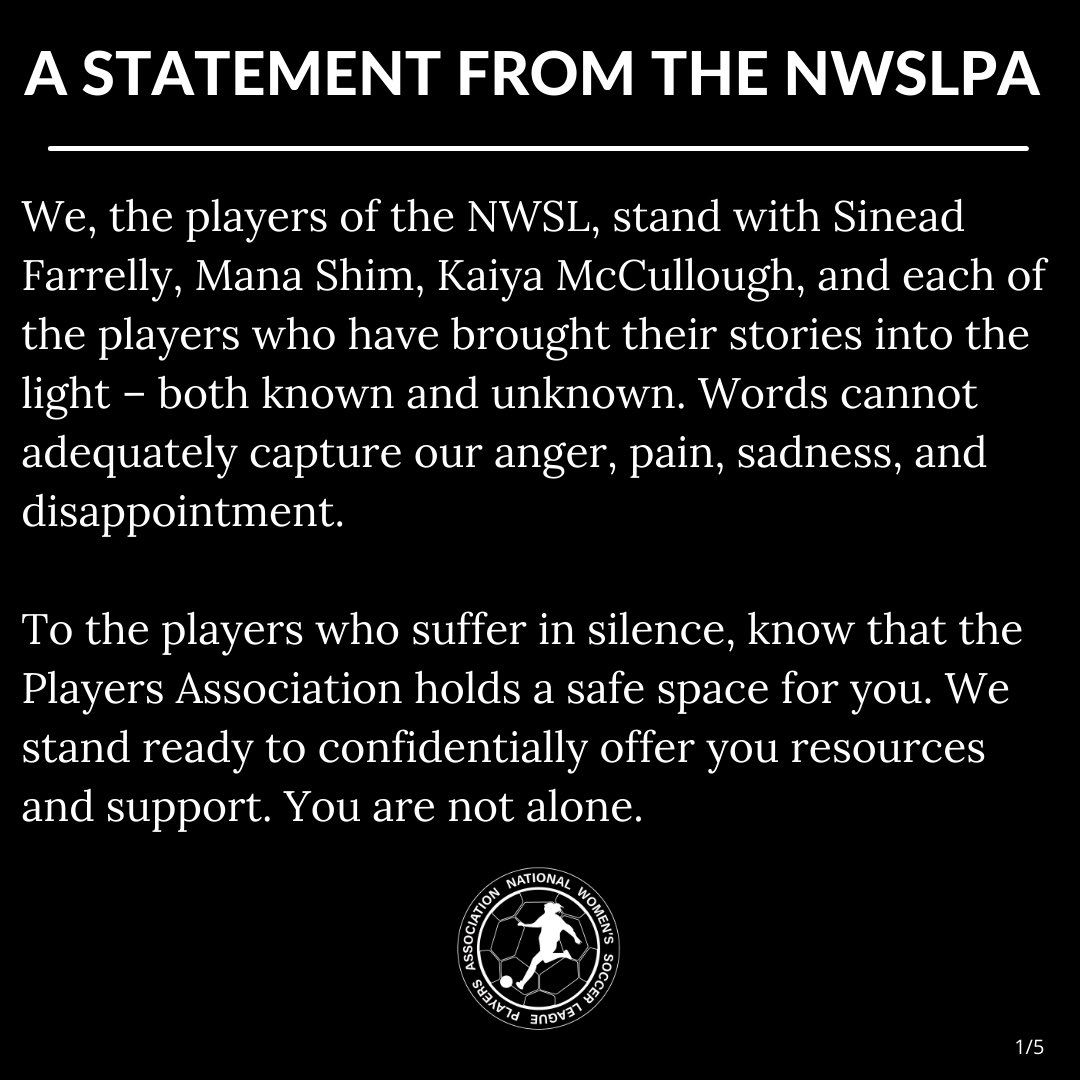 A STATEMENT FROM THE NWSLPA
We, the players of the NWSL, stand with Sinead
Farrelly, Mana Shim, Kaiya McCullough, and each of
the players who have brought their stories into the
light – both known and unknown. Words cannot
adequately capture our anger, pain, sadness, and
disappointment.
To the players who suffer in silence, know that the
Players Association holds a safe space for you. We
stand ready to confidentially offer you resources
and support. You are not alone.
NATIONAL WOMEN'S SOCCER LEAGUE PLAYERS ASSOCIATION
1/5